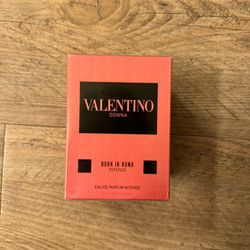 VALENTINO
DONNA
BORN IN ROMA
INTENSE
EAU DE PARFUM INTENSE